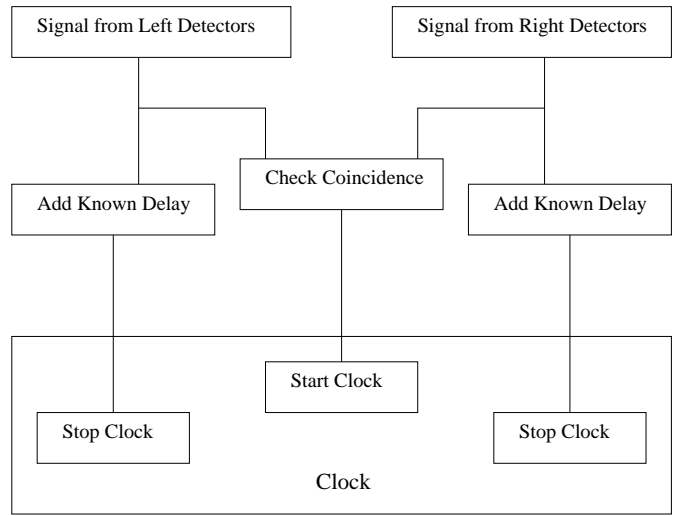 Signal from Left Detectors
Signal from Right Detectors
Check Coincidence
Add Known Delay
Add Known Delay
Start Clock
Stop Clock
Stop Clock
Clock